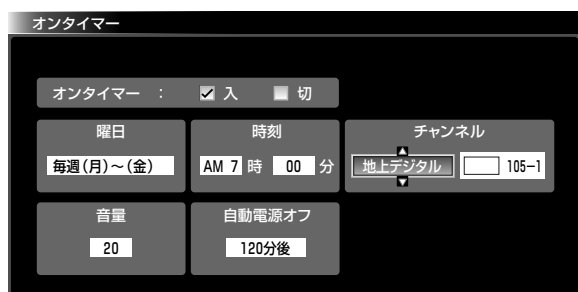 オンタイマー
オンタイマー : 入 切
曜日 時刻 チャンネル
毎週(月)～(金) AM 7 時 00 分 地上デジタル 105-1
音量 自動電源オフ
20 120分後